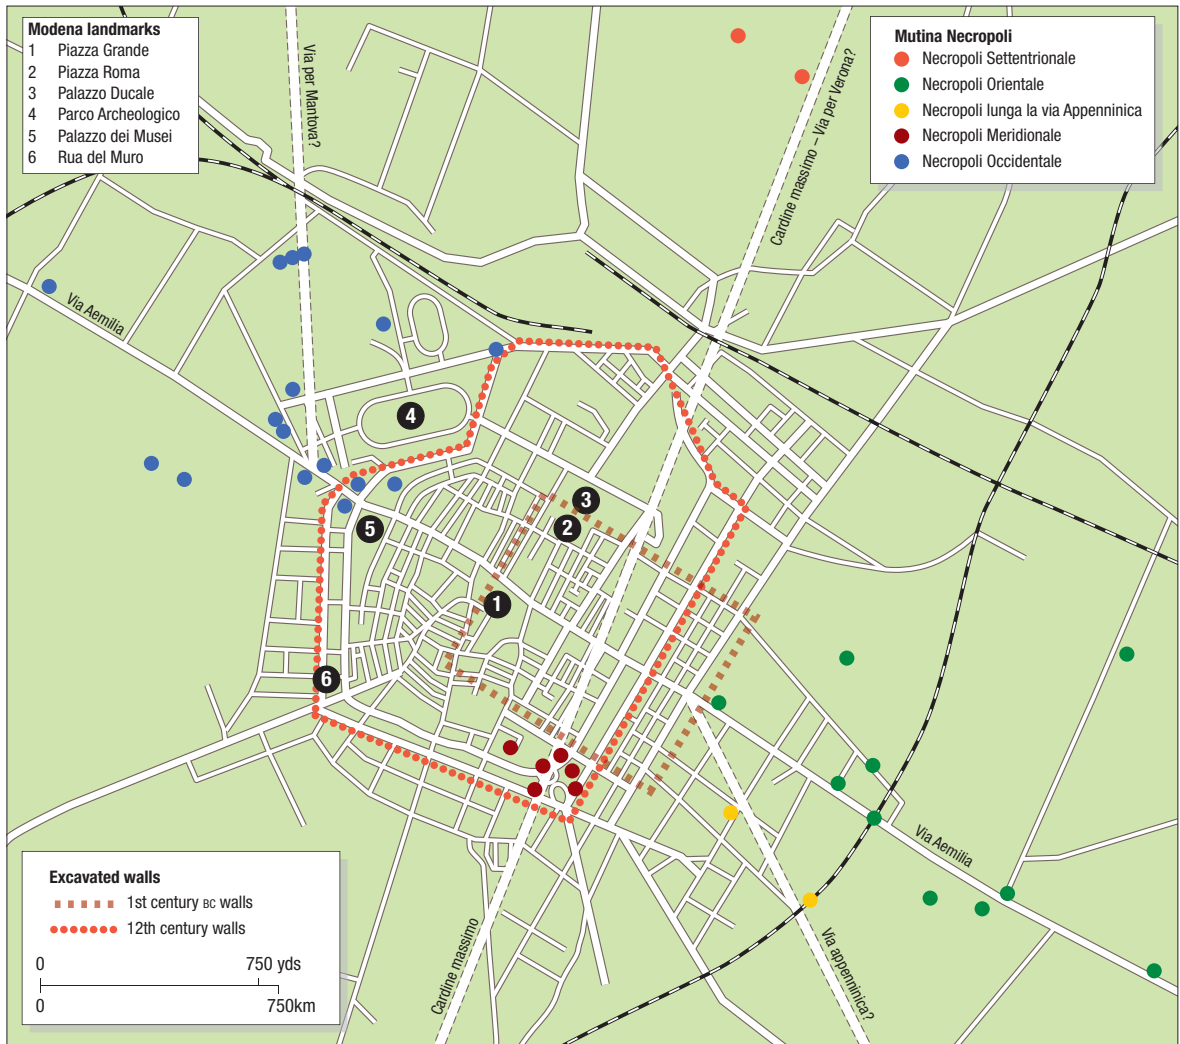 Modena landmarks
1 Piazza Grande
2 Piazza Roma
3 Palazzo Ducale
4 Parco Archeologico
5 Palazzo dei Musei
6 Rua del Muro
Mutina Necropoli
Necropoli Settentrionale
Necropoli Orientale
Necropoli lunga la via Appenninica
Necropoli Meridionale
Necropoli Occidentale
Via per Mantova?
Cardine massimo – Via per Verona?
Via Aemilia
4
3
2
5
1
6
Via Aemilia
Cardine massimo
Via appenninica?
Excavated walls
1st century BC walls
12th century walls
0 750 yds
0 750km